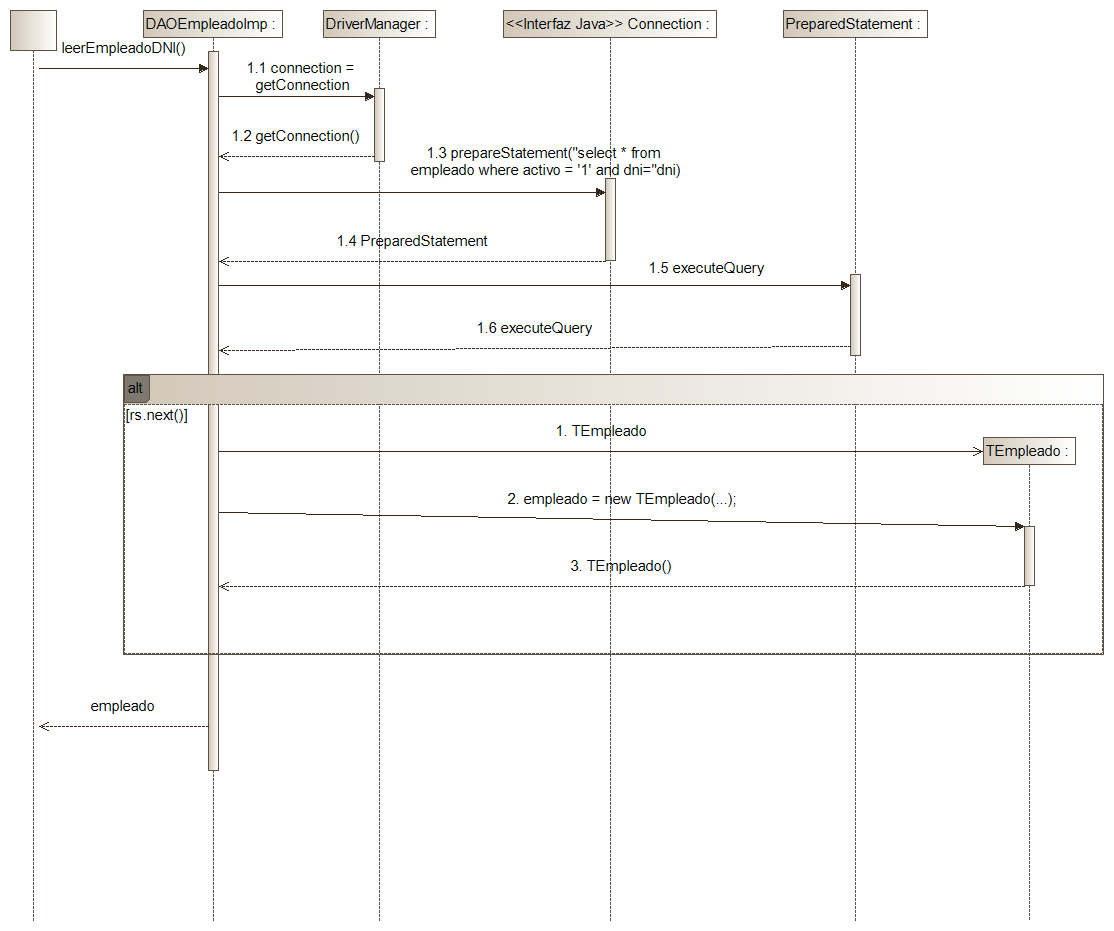 DAOEmpleadoImp :
DriverManager :
<<Interfaz Java>> Connection :
PreparedStatement :
leerEmpleadoDNI()
1.1 connection =
getConnection
1.2 getConnection()
1.3 prepareStatement("select * from
empleado where activo = '1' and dni="dni)
1.4 PreparedStatement
1.5 executeQuery
1.6 executeQuery
alt
[rs.next()]
1. TEmpleado
TEmpleado :
2. empleado = new TEmpleado(...);
3. TEmpleado()
empleado